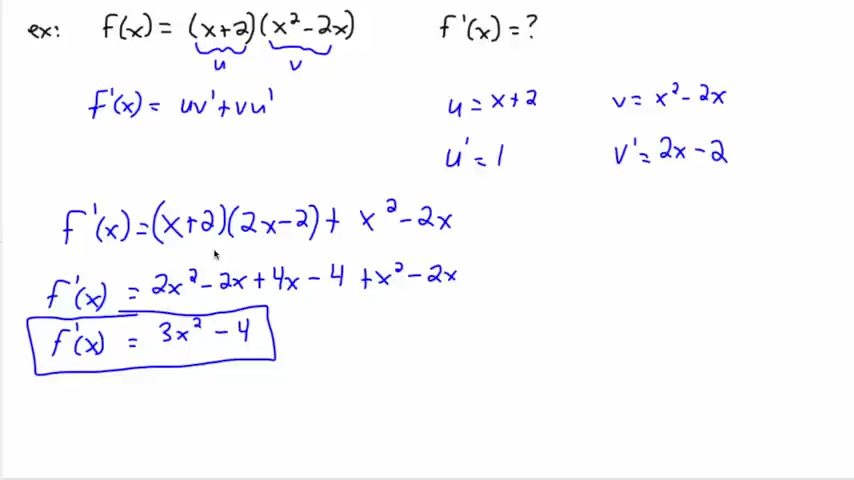 ex: f(x) = (x+2)(x² - 2x) f'(x) = ?
u v
f'(x) = uv' + vu' u = x+2 v = x² - 2x
u' = 1 v' = 2x - 2
f'(x) = (x+2)(2x-2) + x² - 2x
f'(x) = 2x² - 2x + 4x - 4 + x² - 2x
f'(x) = 3x² - 4